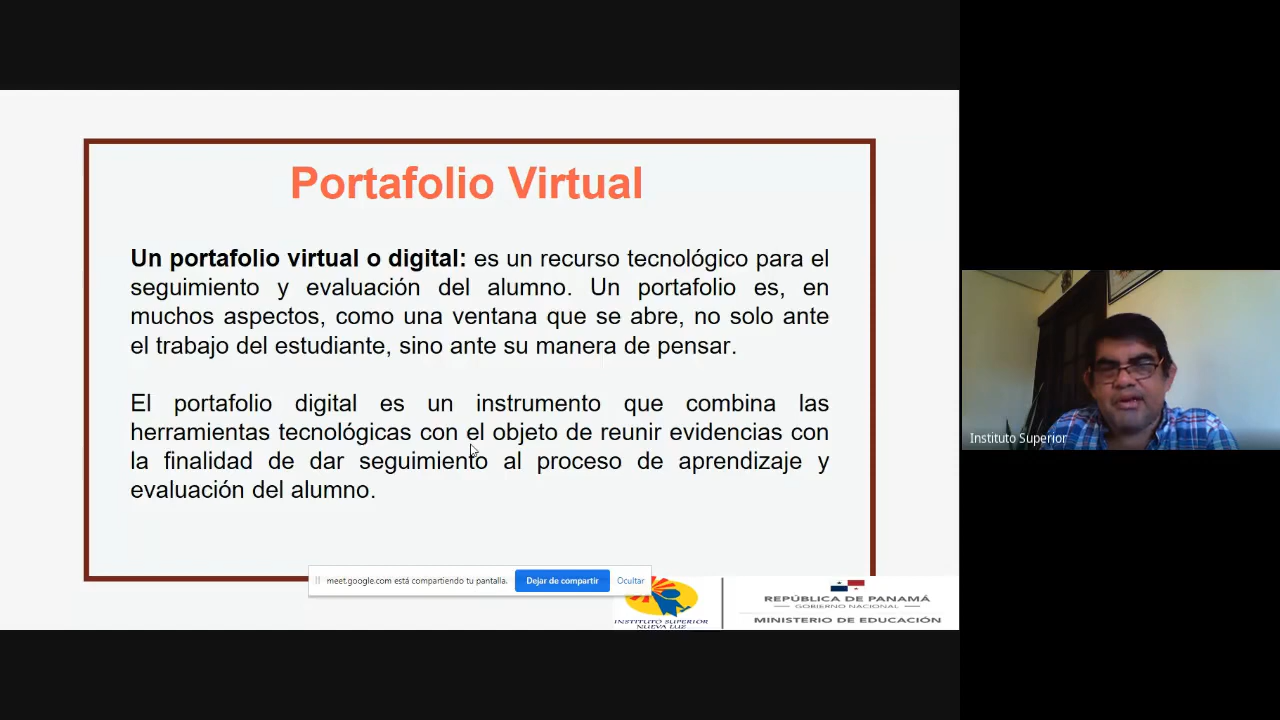 Portafolio Virtual
Un portafolio virtual o digital: es un recurso tecnológico para el
seguimiento y evaluación del alumno. Un portafolio es, en
muchos aspectos, como una ventana que se abre, no solo ante
el trabajo del estudiante, sino ante su manera de pensar.
El portafolio digital es un instrumento que combina las
herramientas tecnológicas con el objeto de reunir evidencias con
la finalidad de dar seguimiento al proceso de aprendizaje y
evaluación del alumno.
meet.google.com está compartiendo tu pantalla.
Dejar de compartir
Ocultar
INSTITUTO SUPERIOR
NUEVA LUZ
REPÚBLICA DE PANAMÁ
GOBIERNO NACIONAL
MINISTERIO DE EDUCACIÓN
Instituto Superior